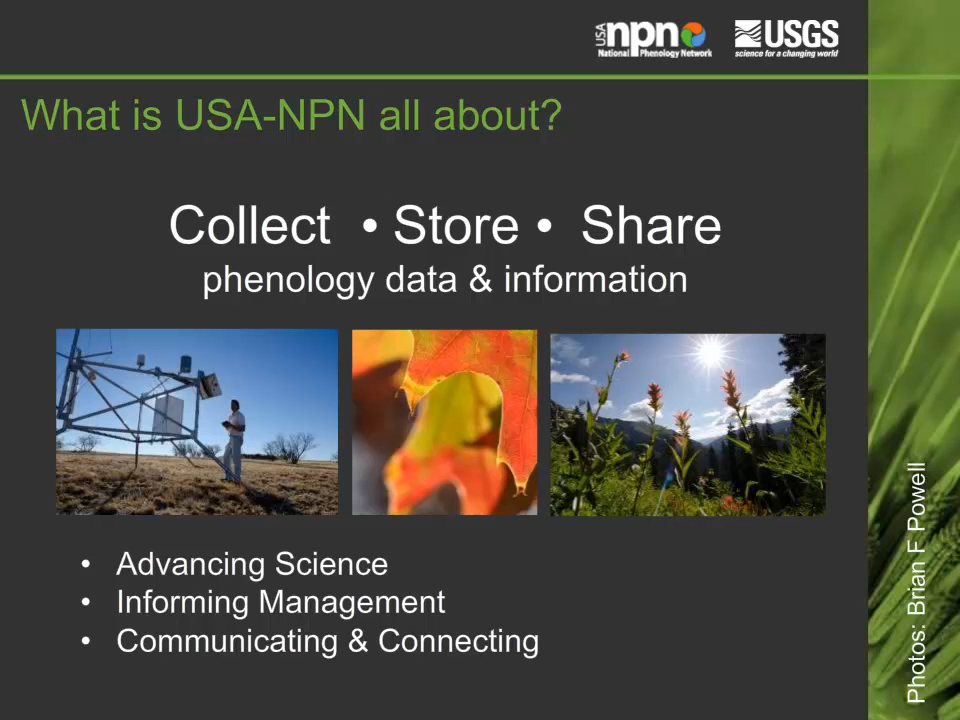 USA npn
National Phenology Network
USGS
science for a changing world
What is USA-NPN all about?
Collect • Store • Share
phenology data & information
• Advancing Science
• Informing Management
• Communicating & Connecting
Photos: Brian F Powell